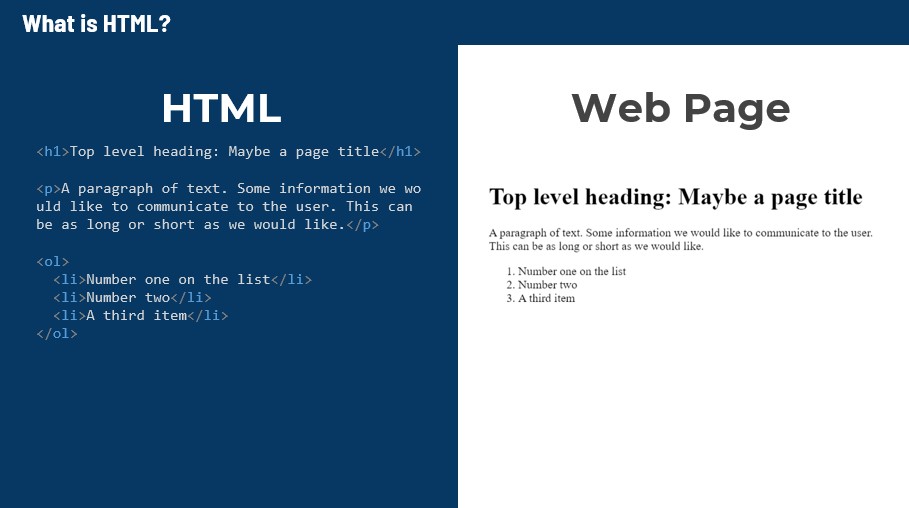 What is HTML?
HTML
<h1>Top level heading: Maybe a page title</h1>
<p>A paragraph of text. Some information we wo
uld like to communicate to the user. This can
be as long or short as we would like.</p>
<ol>
  <li>Number one on the list</li>
  <li>Number two</li>
  <li>A third item</li>
</ol>
Web Page
Top level heading: Maybe a page title
A paragraph of text. Some information we would like to communicate to the user.
This can be as long or short as we would like.
1. Number one on the list
2. Number two
3. A third item